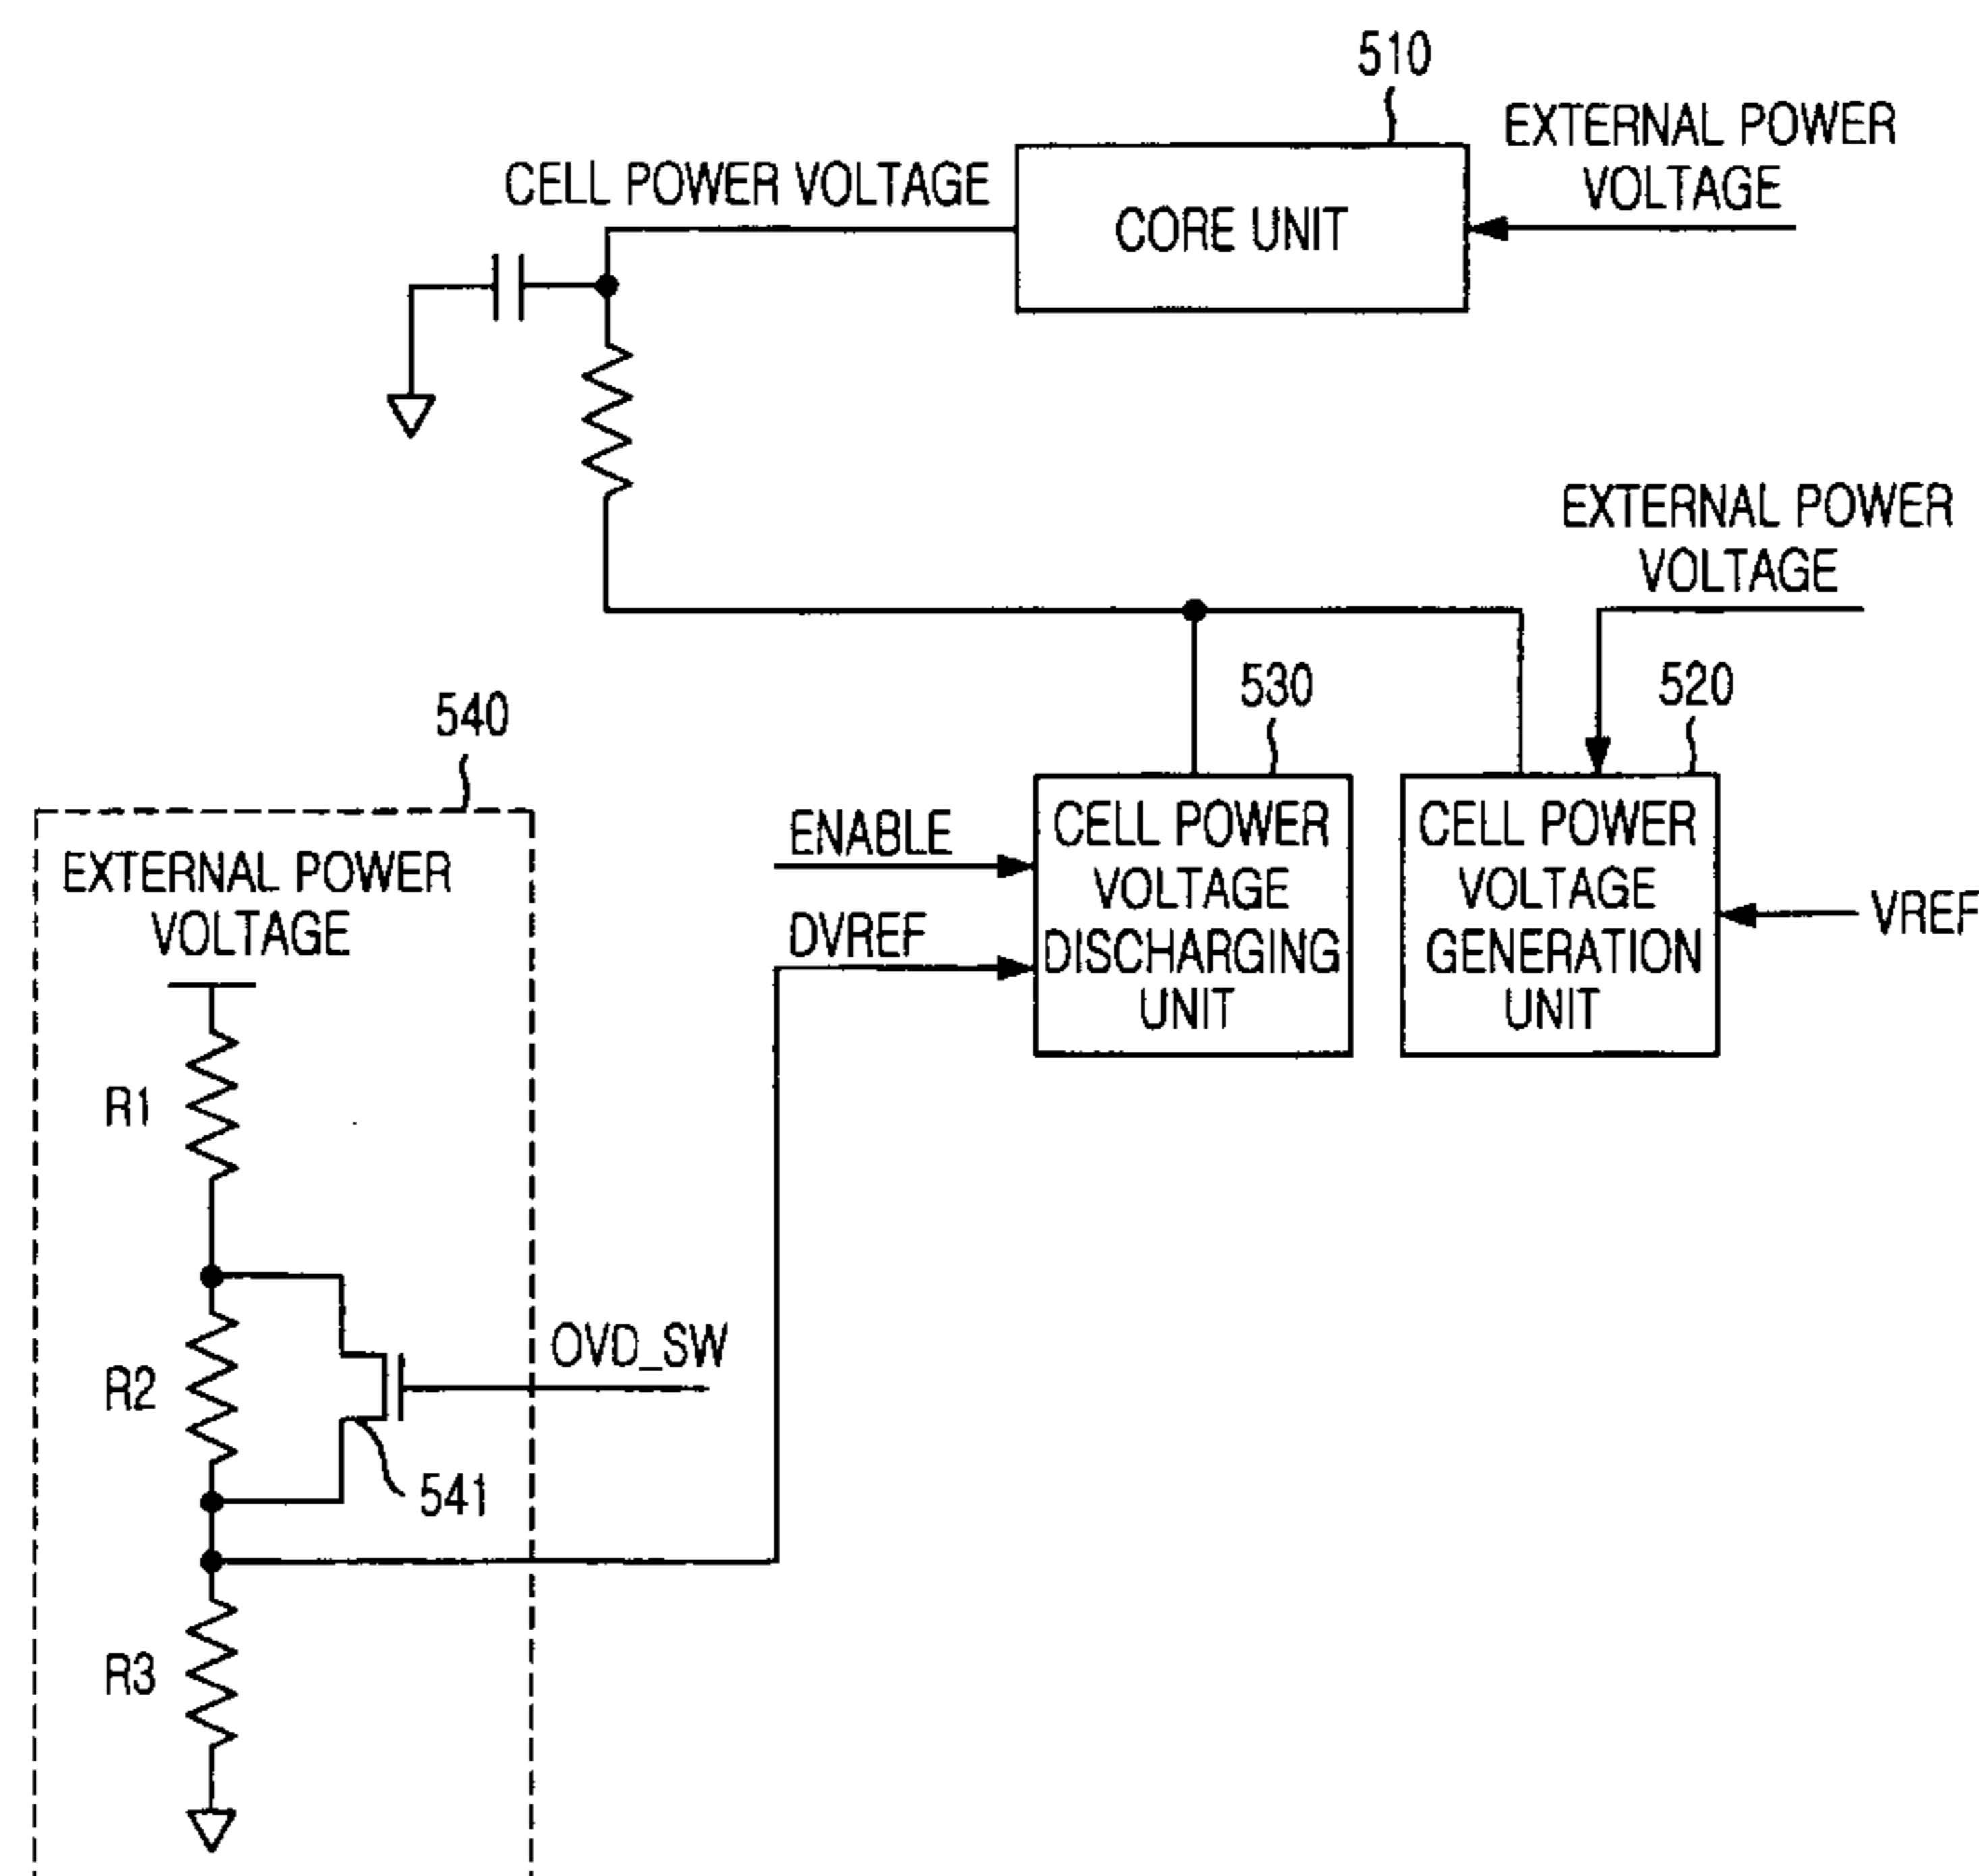 510
EXTERNAL POWER
VOLTAGE
CELL POWER VOLTAGE
CORE UNIT
EXTERNAL POWER
VOLTAGE
530
520
540
EXTERNAL POWER
VOLTAGE
ENABLE
DVREF
CELL POWER
VOLTAGE
DISCHARGING
UNIT
CELL POWER
VOLTAGE
GENERATION
UNIT
VREF
R1
R2
OVD_SW
541
R3